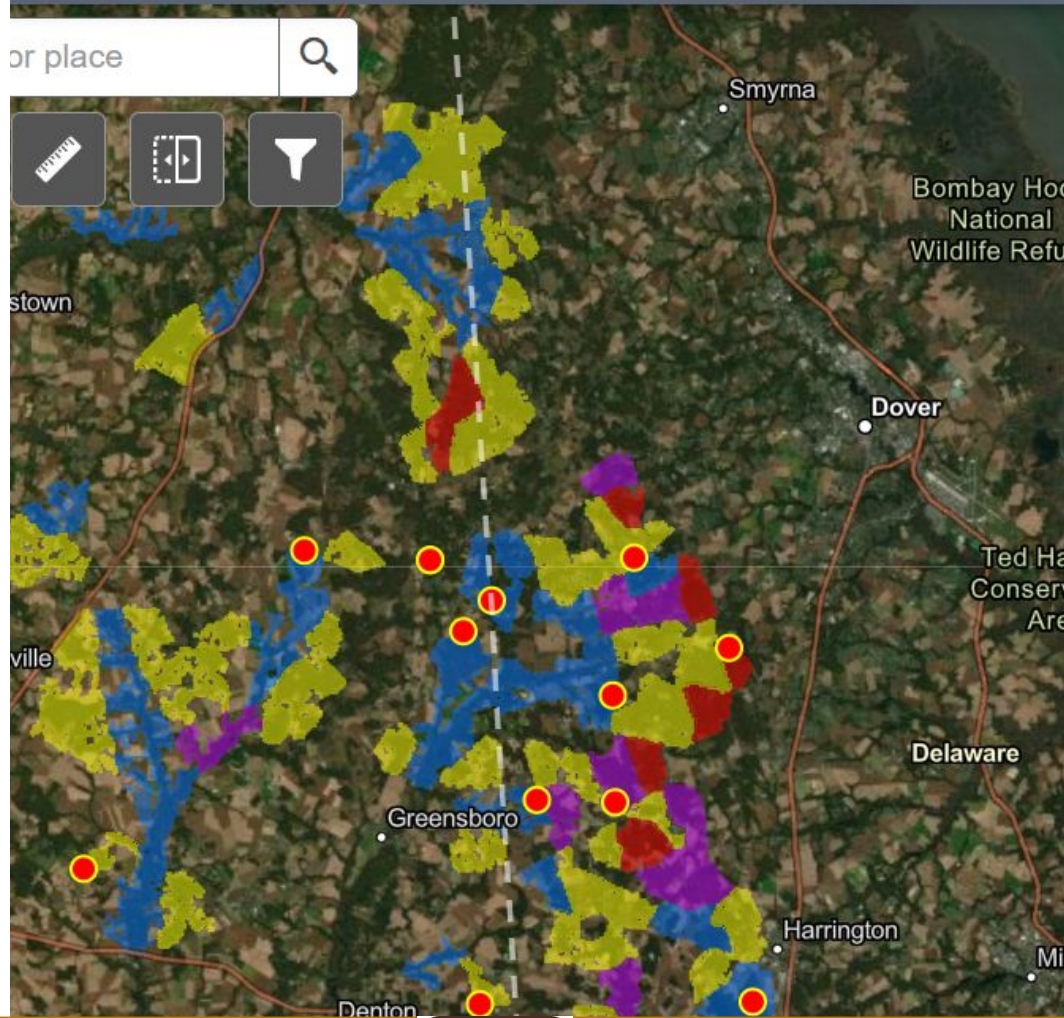 or place
Smyrna
Bombay Hoo
National
Wildlife Refu
stown
Dover
Ted Ha
Conserv
Are
ville
Delaware
Greensboro
Harrington
Mi
Denton